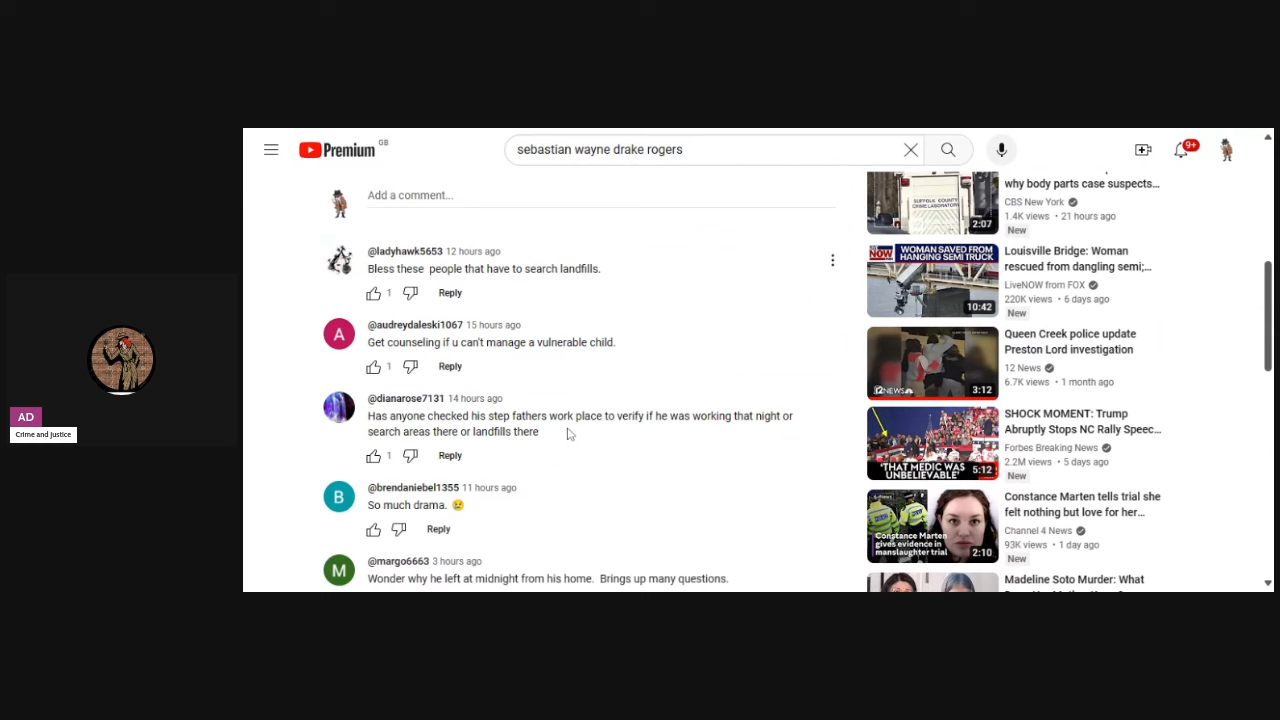 Premium GB
sebastian wayne drake rogers
9+
Add a comment...
@ladyhawk5653 12 hours ago
Bless these people that have to search landfills.
1 Reply
A
@audreydaleski1067 15 hours ago
Get counseling if u can't manage a vulnerable child.
1 Reply
@dianarose7131 14 hours ago
Has anyone checked his step fathers work place to verify if he was working that night or
search areas there or landfills there
1 Reply
B
@brendaniebel1355 11 hours ago
So much drama. 😢
Reply
M
@margo6663 3 hours ago
Wonder why he left at midnight from his home. Brings up many questions.
AD
Crime and Justice
SUFFOLK COUNTY
CRIME LABORATORY
2:07
why body parts case suspects...
CBS New York
1.4K views • 21 hours ago
New
NOW
WOMAN SAVED FROM
HANGING SEMI TRUCK
10:42
Louisville Bridge: Woman
rescued from dangling semi;...
LiveNOW from FOX
220K views • 6 days ago
New
12 NEWS
3:12
Queen Creek police update
Preston Lord investigation
12 News
6.7K views • 1 month ago
'THAT MEDIC WAS
UNBELIEVABLE'
5:12
SHOCK MOMENT: Trump
Abruptly Stops NC Rally Speec...
Forbes Breaking News
2.2M views • 5 days ago
New
Constance Marten
gives evidence in
manslaughter trial
2:10
Constance Marten tells trial she
felt nothing but love for her...
Channel 4 News
93K views • 1 day ago
New
Madeline Soto Murder: What